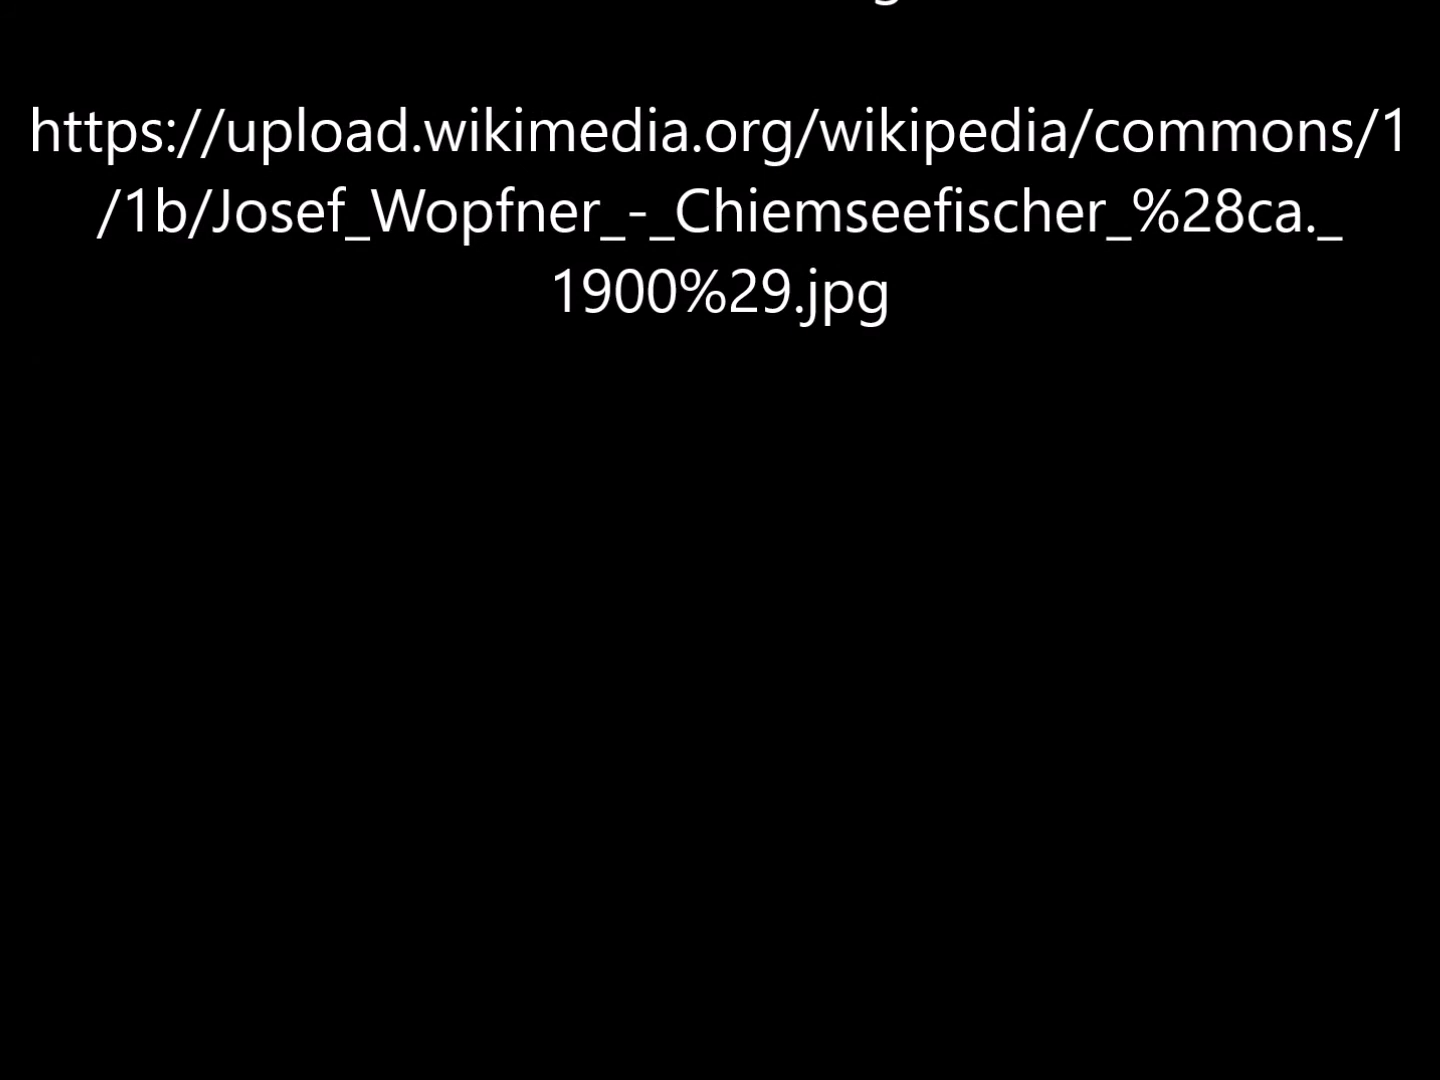 https://upload.wikimedia.org/wikipedia/commons/1
/1b/Josef_Wopfner_-_Chiemseefischer_%28ca._
1900%29.jpg